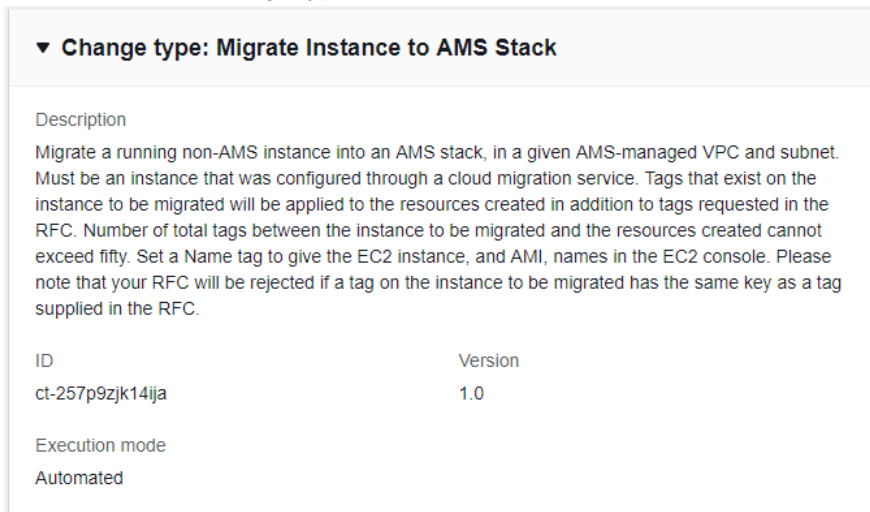 ▼ Change type: Migrate Instance to AMS Stack
Description
Migrate a running non-AMS instance into an AMS stack, in a given AMS-managed VPC and subnet.
Must be an instance that was configured through a cloud migration service. Tags that exist on the
instance to be migrated will be applied to the resources created in addition to tags requested in the
RFC. Number of total tags between the instance to be migrated and the resources created cannot
exceed fifty. Set a Name tag to give the EC2 instance, and AMI, names in the EC2 console. Please
note that your RFC will be rejected if a tag on the instance to be migrated has the same key as a tag
supplied in the RFC.
ID Version
ct-257p9zjk14ija 1.0
Execution mode
Automated